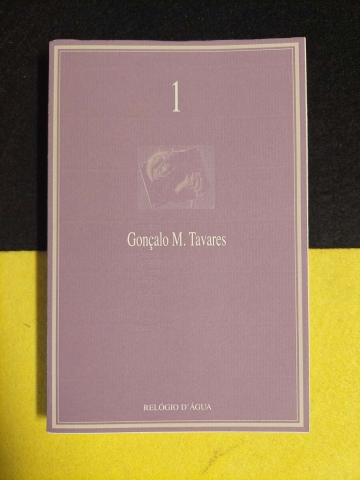 1
Gonçalo M. Tavares
RELÓGIO D'ÁGUA